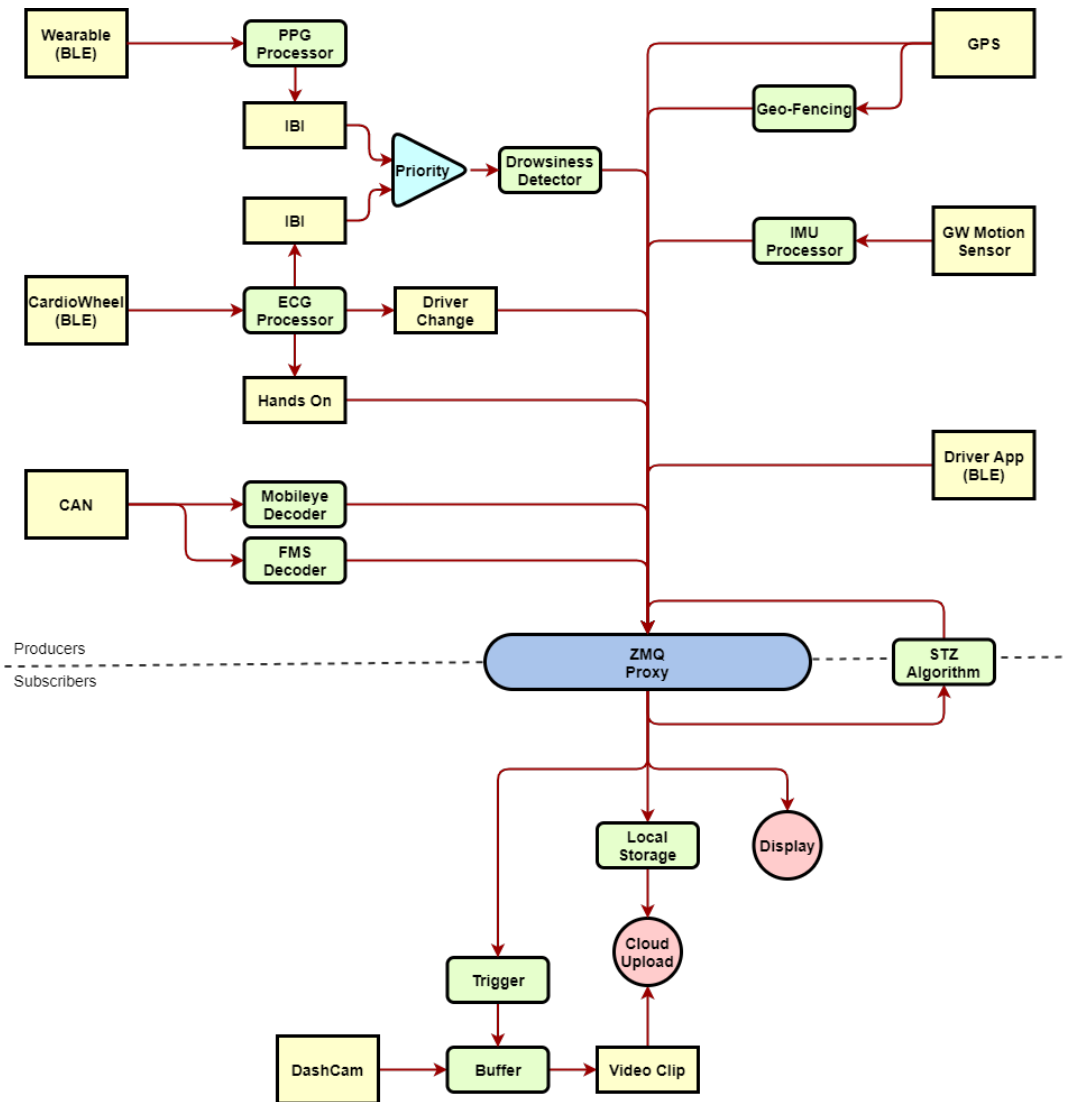 Wearable
(BLE)
PPG
Processor
GPS
Geo-Fencing
IBI
Priority
Drowsiness
Detector
IBI
IMU
Processor
GW Motion
Sensor
CardioWheel
(BLE)
ECG
Processor
Driver
Change
Hands On
Driver App
(BLE)
CAN
Mobileye
Decoder
FMS
Decoder
Producers
Subscribers
ZMQ
Proxy
STZ
Algorithm
Local
Storage
Display
Cloud
Upload
Trigger
DashCam
Buffer
Video Clip